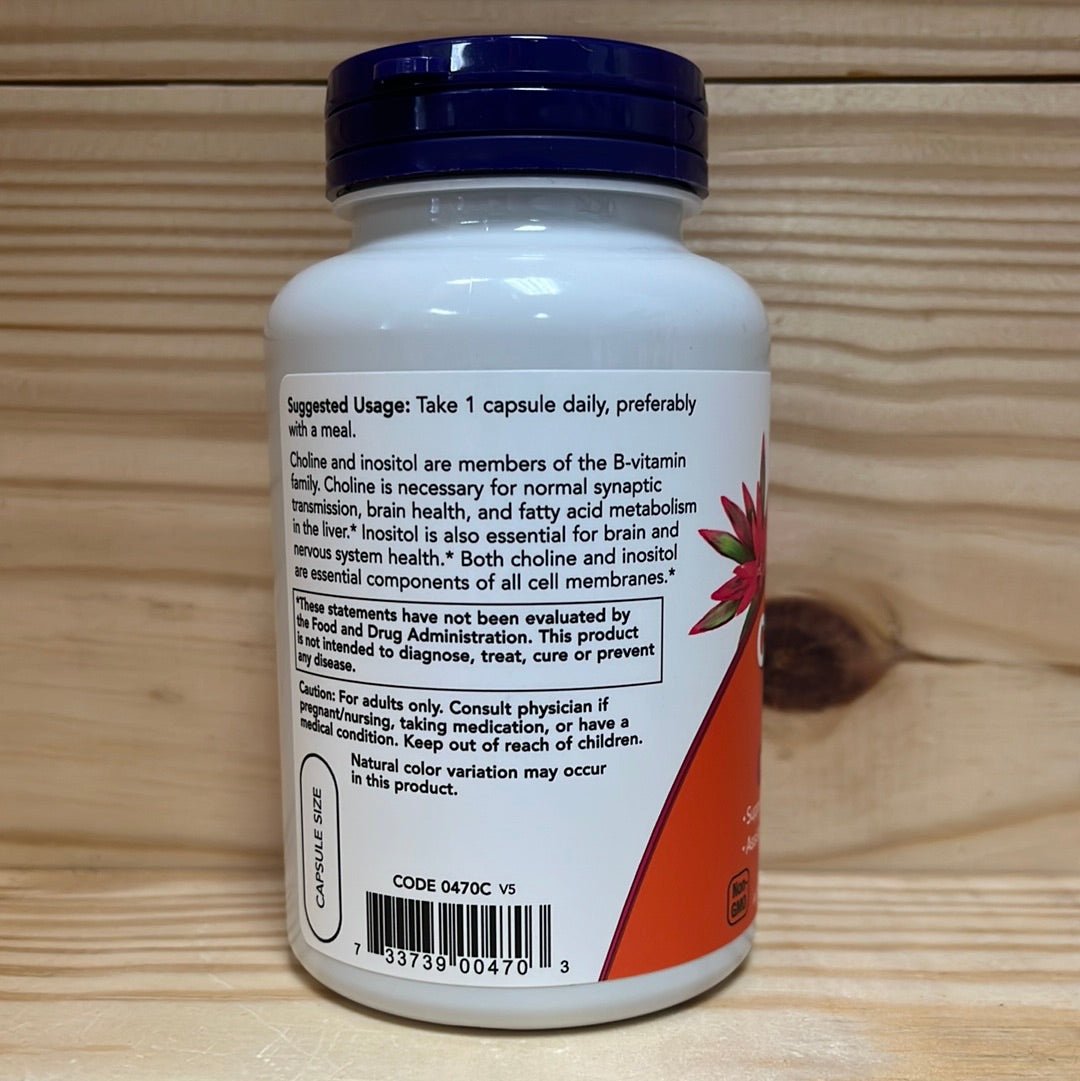 Suggested Usage: Take 1 capsule daily, preferably
with a meal.
Choline and inositol are members of the B-vitamin
family. Choline is necessary for normal synaptic
transmission, brain health, and fatty acid metabolism
in the liver.* Inositol is also essential for brain and
nervous system health.* Both choline and inositol
are essential components of all cell membranes.*
*These statements have not been evaluated by
the Food and Drug Administration. This product
is not intended to diagnose, treat, cure or prevent
any disease.
Caution: For adults only. Consult physician if
pregnant/nursing, taking medication, or have a
medical condition. Keep out of reach of children.
Natural color variation may occur
in this product.
CAPSULE SIZE
CODE 0470C V5
7 33739 00470 3
Non-
GMO